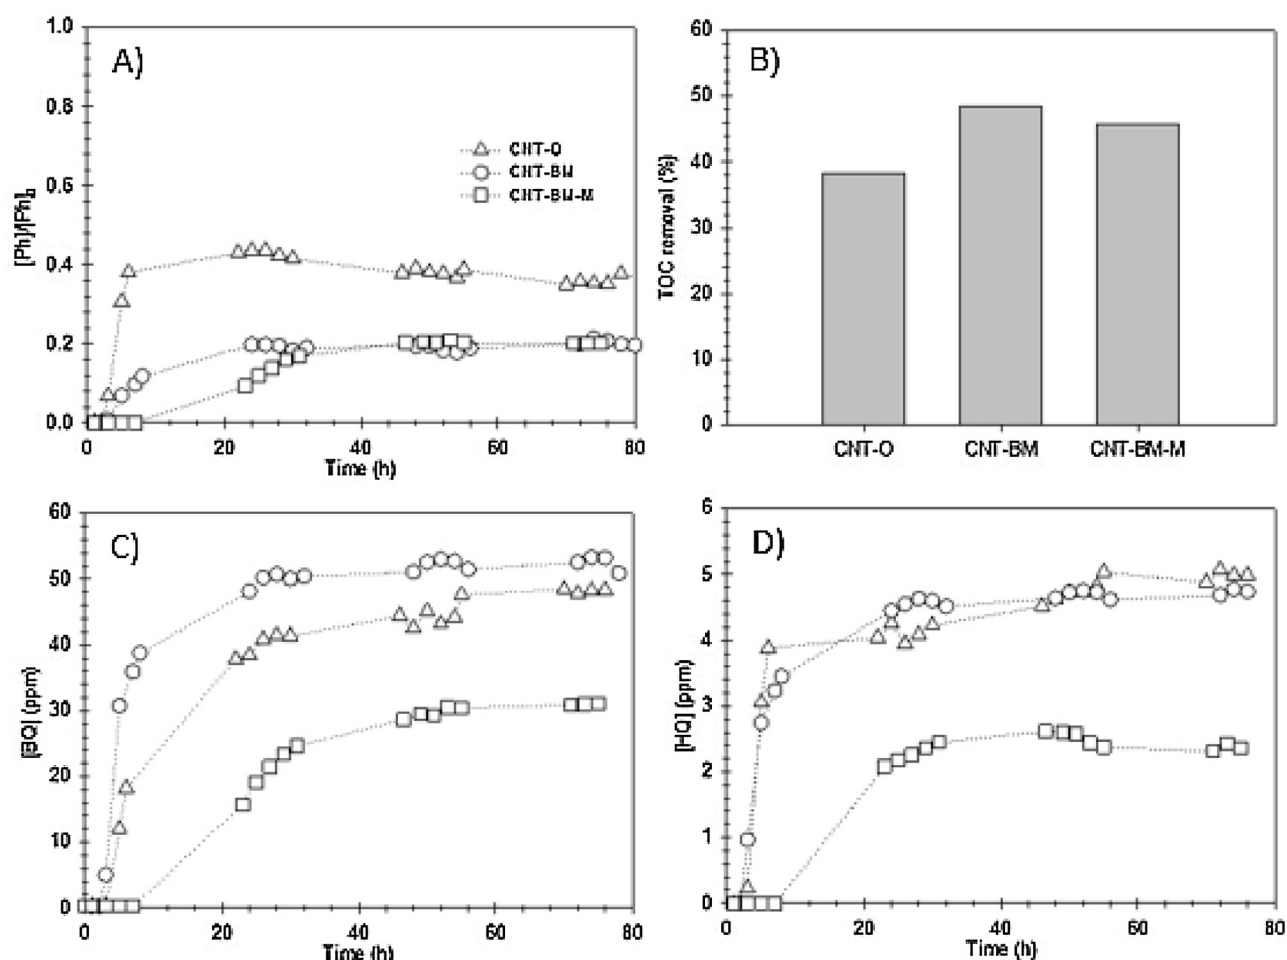 A)
1.0
0.8
0.6
0.4
0.2
0.0
[Ph]/[Ph]0
CNT-O
CNT-BM
CNT-BM-M
0 20 40 60 80
Time (h)
B)
60
50
40
30
20
10
0
TOC removal (%)
CNT-O CNT-BM CNT-BM-M
C)
60
50
40
30
20
10
0
[BQ] (ppm)
0 20 40 60 80
Time (h)
D)
6
5
4
3
2
1
0
[HQ] (ppm)
0 20 40 60 80
Time (h)